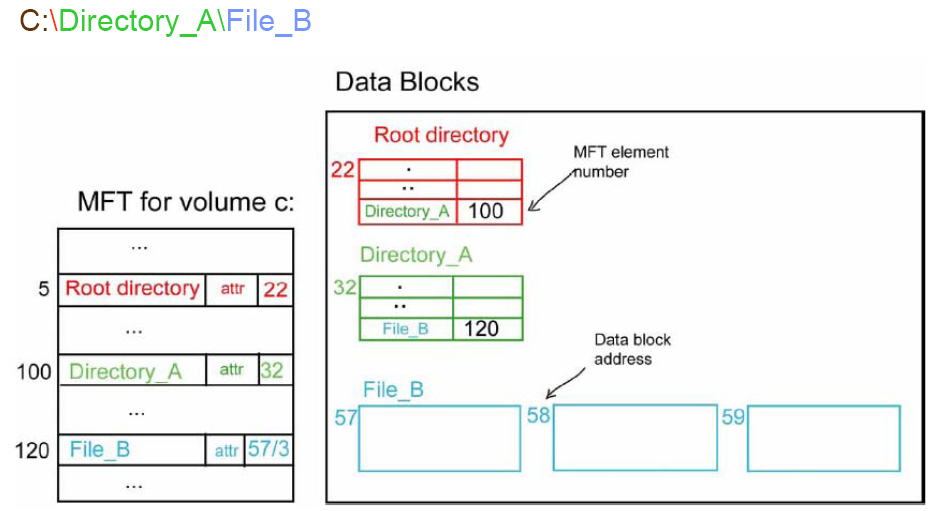 C:\Directory_A\File_B
Data Blocks
MFT for volume c:
...
5 Root directory attr 22
...
100 Directory_A attr 32
...
120 File_B attr 57/3
...
Root directory
22 .
..
Directory_A 100
MFT element
number
Directory_A
32 .
..
File_B 120
Data block
address
File_B
57 58 59